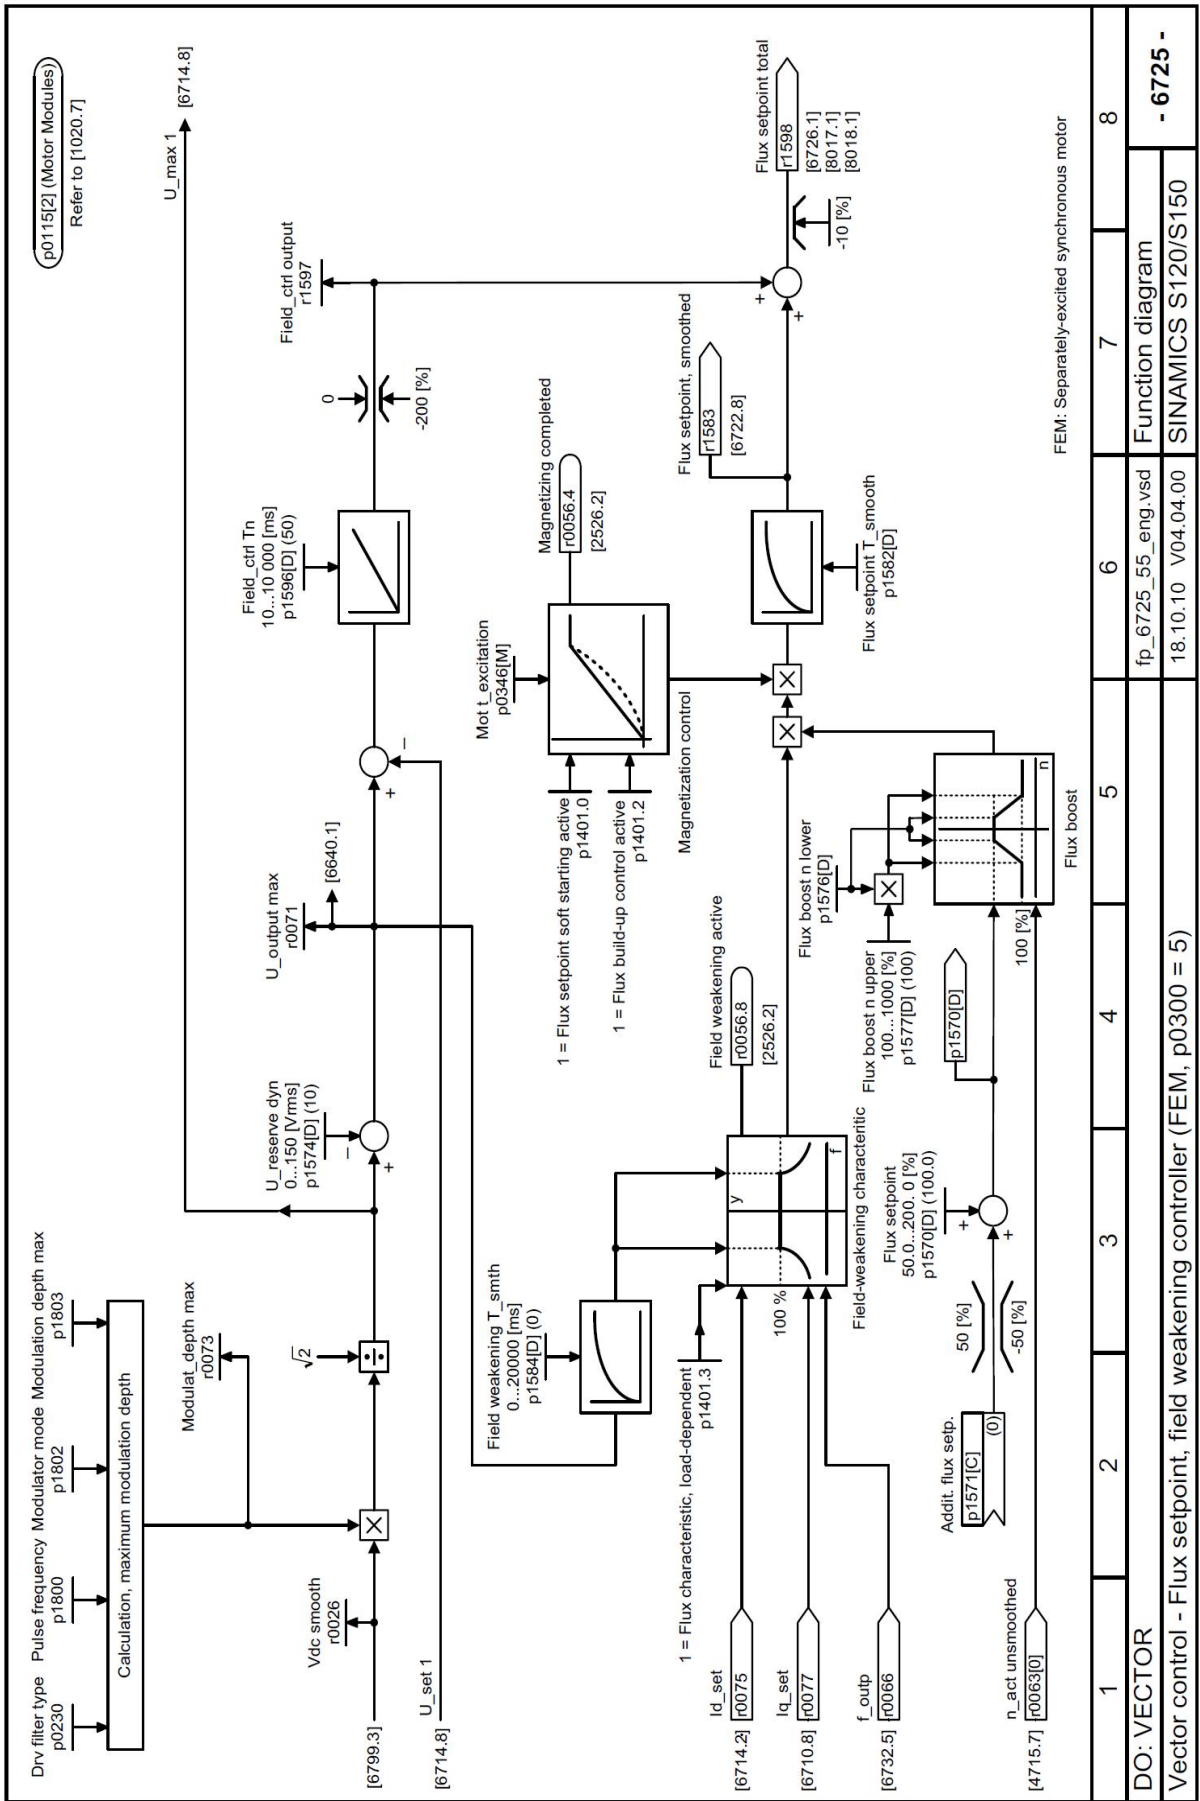 p0115[2] (Motor Modules)
Refer to [1020.7]
Drv filter type
p0230
Pulse frequency
p1800
Modulator mode
p1802
Modulation depth max
p1803
Calculation, maximum modulation depth
Modulat_depth max
r0073
U_max 1
[6714.8]
Vdc smooth
r0026
[6799.3]
X
√2
÷
U_reserve dyn
0...150 [Vrms]
p1574[D] (10)
–
+
U_output max
r0071
[6640.1]
+
–
Field_ctrl Tn
10...10 000 [ms]
p1596[D] (50)
0
-200 [%]
Field_ctrl output
r1597
U_set 1
[6714.8]
Field weakening T_smth
0...20000 [ms]
p1584[D] (0)
1 = Flux setpoint soft starting active
p1401.0
1 = Flux build-up control active
p1401.2
Mot t_excitation
p0346[M]
Magnetizing completed
r0056.4
[2526.2]
Magnetization control
1 = Flux characteristic, load-dependent
p1401.3
Id_set
[6714.2]
r0075
Iq_set
[6710.8]
r0077
f_outp
[6732.5]
r0066
100 %
y
f
Field-weakening characteritic
Field weakening active
r0056.8
[2526.2]
X
X
Flux setpoint T_smooth
p1582[D]
Flux setpoint, smoothed
r1583
[6722.8]
+
+
-10 [%]
Flux setpoint total
r1598
[6726.1]
[8017.1]
[8018.1]
Flux boost n lower
p1576[D]
Flux boost n upper
100...1000 [%]
p1577[D] (100)
X
Addit. flux setp.
p1571[C]
(0)
50 [%]
-50 [%]
Flux setpoint
50.0...200. 0 [%]
p1570[D] (100.0)
+
+
p1570[D]
100 [%]
n
Flux boost
n_act unsmoothed
[4715.7]
r0063[0]
FEM: Separately-excited synchronous motor
1 2 3 4 5 6 7 8
DO: VECTOR
fp_6725_55_eng.vsd
Function diagram
- 6725 -
Vector control - Flux setpoint, field weakening controller (FEM, p0300 = 5)
18.10.10 V04.04.00
SINAMICS S120/S150